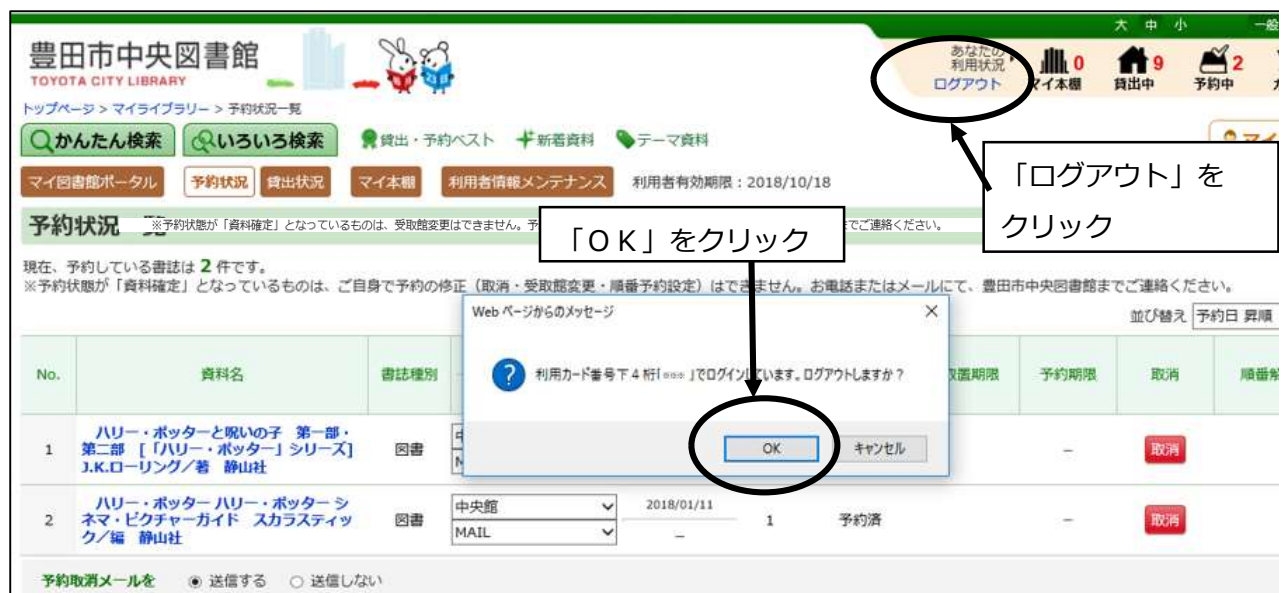 大 中 小 一般
豊田市中央図書館
TOYOTA CITY LIBRARY
あなたの
利用状況
ログアウト
0
マイ本棚
9
貸出中
2
予約中
トップページ > マイライブラリー > 予約状況一覧
かんたん検索 いろいろ検索 貸出・予約ベスト 新着資料 テーマ資料
マイ図書館ポータル 予約状況 貸出状況 マイ本棚 利用者情報メンテナンス 利用者有効期限：2018/10/18
「ログアウト」を
クリック
予約状況
※予約状態が「資料確定」となっているものは、受取館変更はできません。予
でご連絡ください。
「ＯＫ」をクリック
現在、予約している書誌は 2 件です。
※予約状態が「資料確定」となっているものは、ご自身で予約の修正（取消・受取館変更・順番予約設定）はできません。お電話またはメールにて、豊田市中央図書館までご連絡ください。
並び替え 予約日 昇順
Web ページからのメッセージ
利用カード番号下４桁「＊＊＊」でログインしています。ログアウトしますか？
OK キャンセル
No. 資料名 書誌種別 取置期限 予約期限 取消 順番
1 ハリー・ポッターと呪いの子 第一部・
第二部 [「ハリー・ポッター」シリーズ]
J.K.ローリング／著 静山社
図書 － 取消
2 ハリー・ポッター ハリー・ポッター シ
ネマ・ピクチャーガイド スカラスティッ
ク／編 静山社
図書 中央館 2018/01/11 1 予約済 － 取消
MAIL －
予約取消メールを 送信する 送信しない